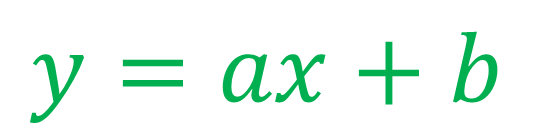 y = ax + b